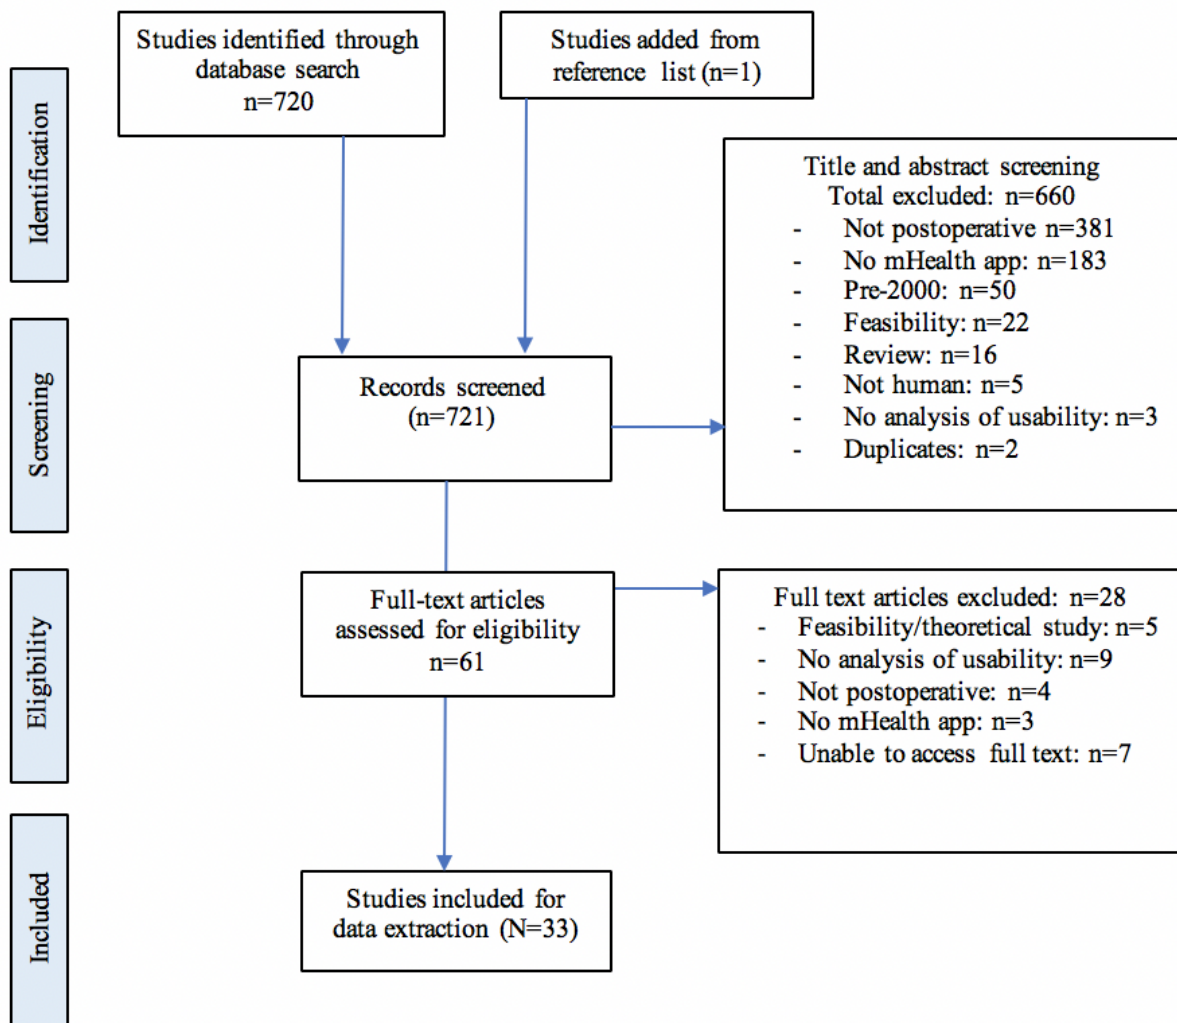 Studies identified through
database search
n=720
Studies added from
reference list (n=1)
Identification
Title and abstract screening
Total excluded: n=660
- Not postoperative n=381
- No mHealth app: n=183
- Pre-2000: n=50
- Feasibility: n=22
- Review: n=16
- Not human: n=5
- No analysis of usability: n=3
- Duplicates: n=2
Screening
Records screened
(n=721)
Eligibility
Full-text articles
assessed for eligibility
n=61
Full text articles excluded: n=28
- Feasibility/theoretical study: n=5
- No analysis of usability: n=9
- Not postoperative: n=4
- No mHealth app: n=3
- Unable to access full text: n=7
Included
Studies included for
data extraction (N=33)